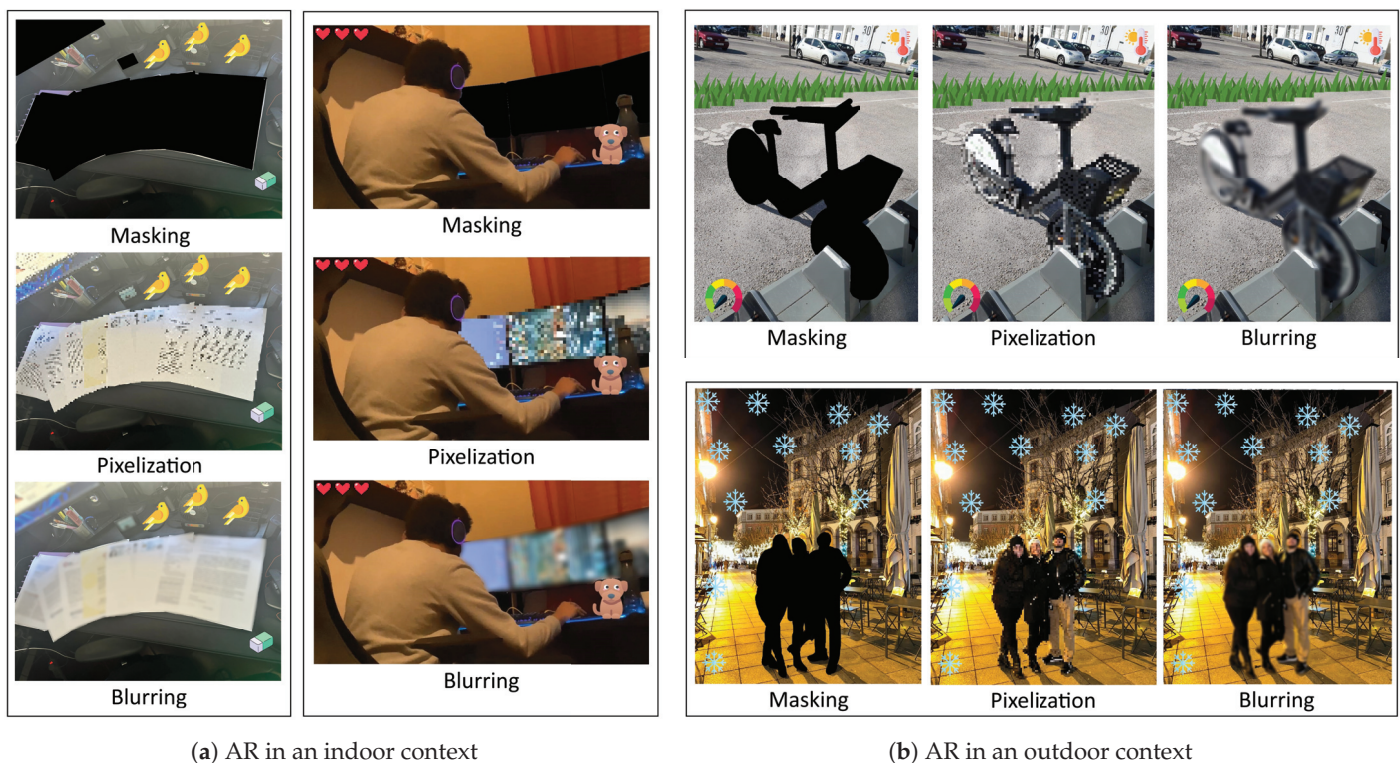 Masking
Pixelization
Blurring
Masking
Pixelization
Blurring
(a) AR in an indoor context
30
Masking
Pixelization
Blurring
Masking
Pixelization
Blurring
(b) AR in an outdoor context